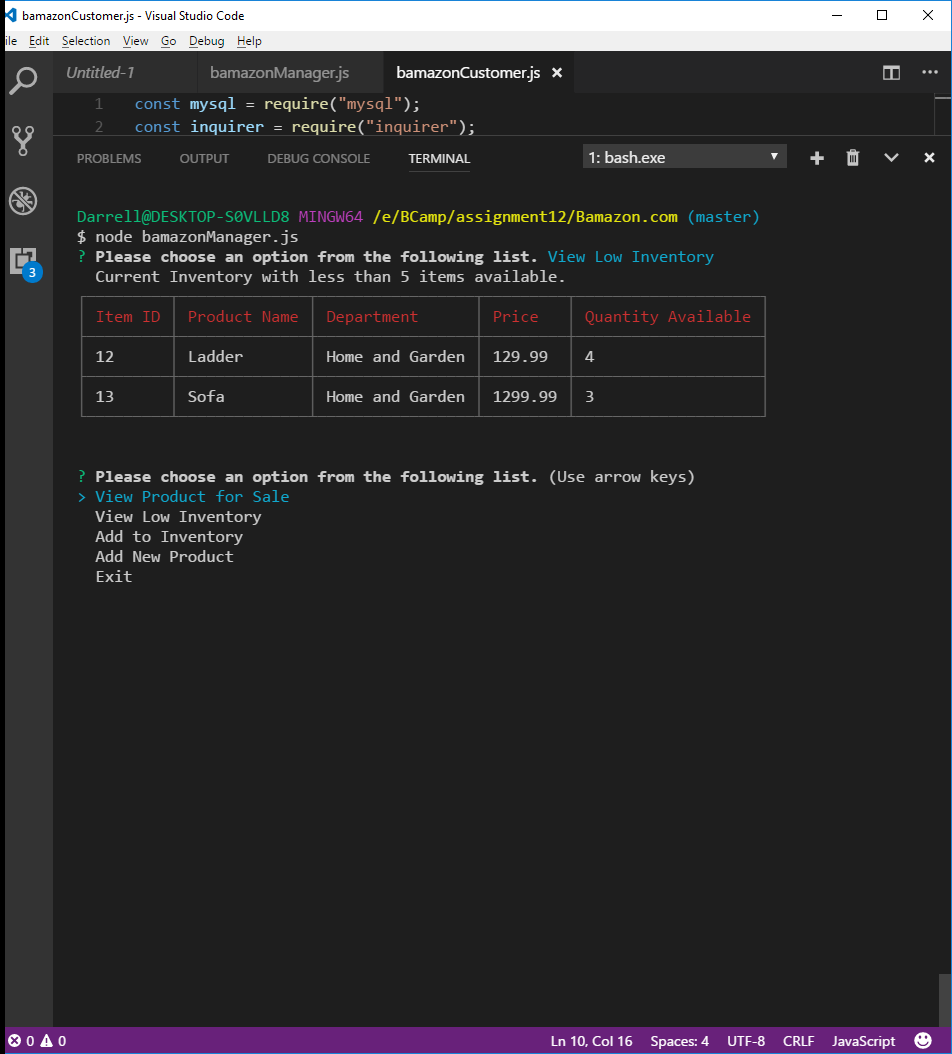 bamazonCustomer.js - Visual Studio Code
ile Edit Selection View Go Debug Help
Untitled-1 bamazonManager.js bamazonCustomer.js
1 const mysql = require("mysql");
2 const inquirer = require("inquirer");
PROBLEMS OUTPUT DEBUG CONSOLE TERMINAL 1: bash.exe
Darrell@DESKTOP-S0VLLD8 MINGW64 /e/BCamp/assignment12/Bamazon.com (master)
$ node bamazonManager.js
? Please choose an option from the following list. View Low Inventory
3
Current Inventory with less than 5 items available.
Item ID Product Name Department Price Quantity Available
12 Ladder Home and Garden 129.99 4
13 Sofa Home and Garden 1299.99 3
? Please choose an option from the following list. (Use arrow keys)
> View Product for Sale
View Low Inventory
Add to Inventory
Add New Product
Exit
0 0 Ln 10, Col 16 Spaces: 4 UTF-8 CRLF JavaScript